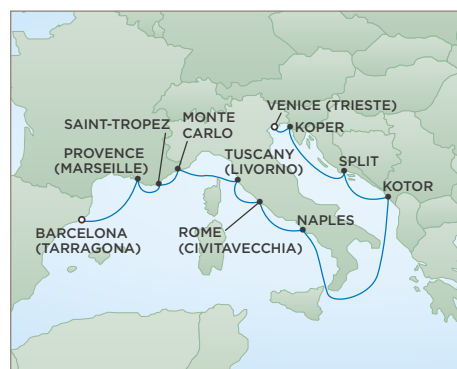 VENICE (TRIESTE)
KOPER
SAINT-TROPEZ
MONTE
CARLO
PROVENCE
(MARSEILLE)
TUSCANY
(LIVORNO)
SPLIT
KOTOR
BARCELONA
(TARRAGONA)
ROME
(CIVITAVECCHIA)
NAPLES